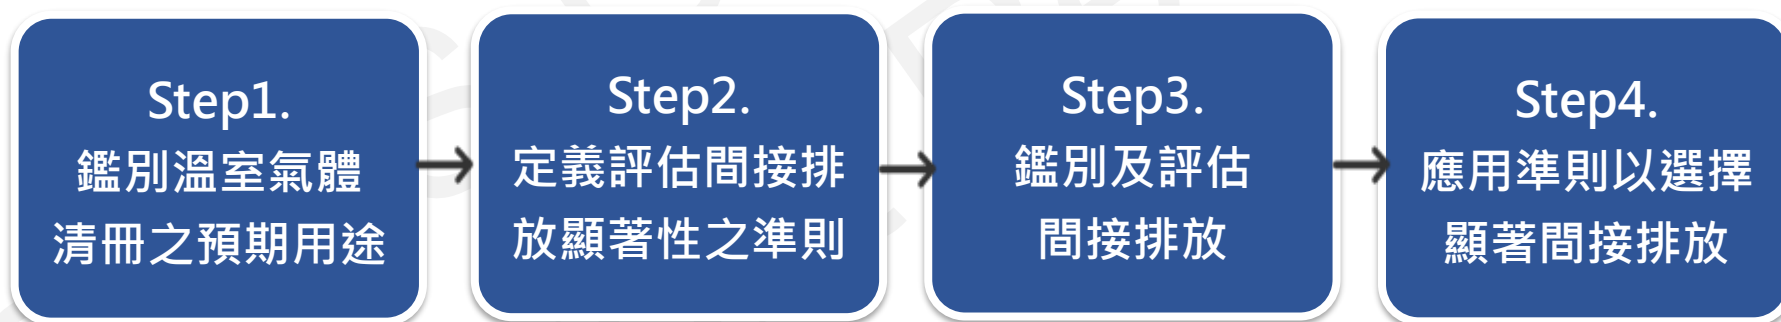 Step1.
鑑別溫室氣體
清冊之預期用途
Step2.
定義評估間接排
放顯著性之準則
Step3.
鑑別及評估
間接排放
Step4.
應用準則以選擇
顯著間接排放